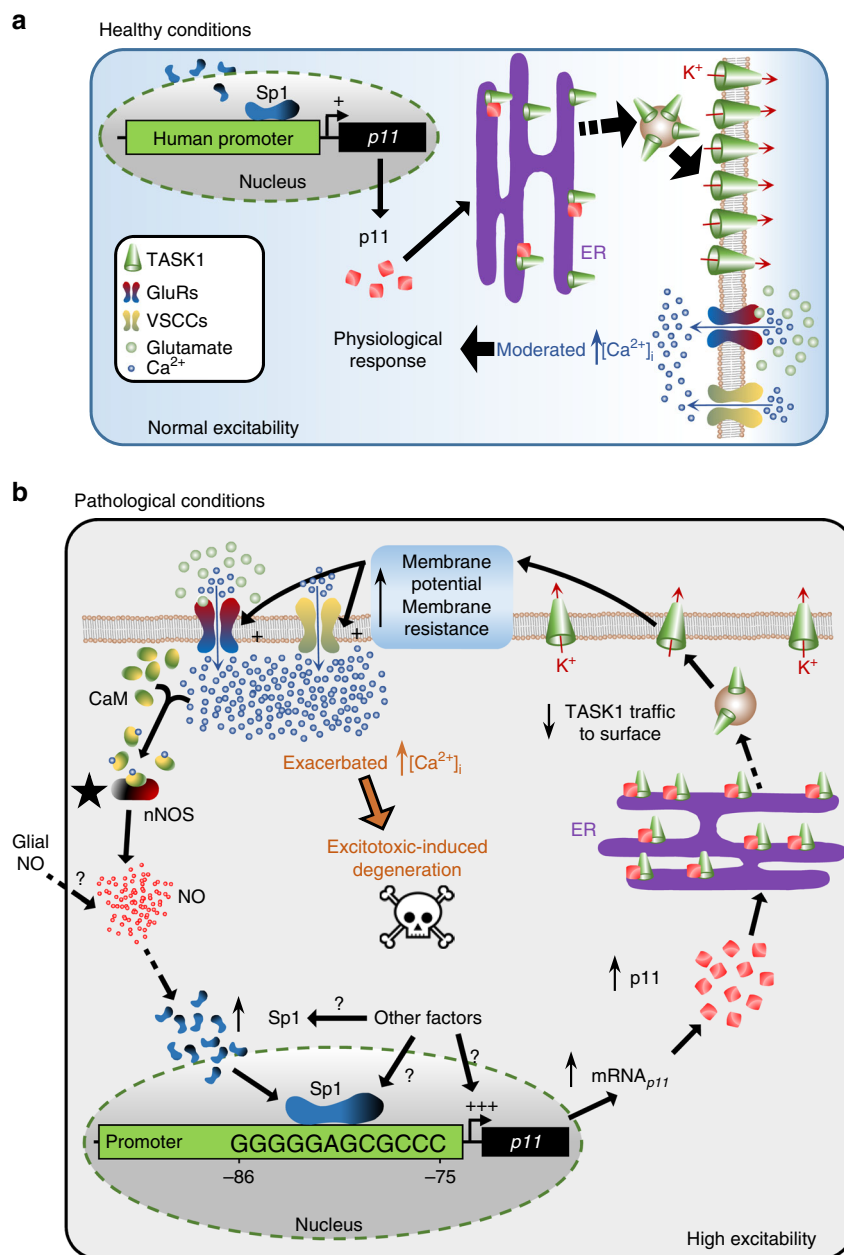 a
Healthy conditions
Sp1
+
Human promoter
p11
Nucleus
K+
p11
ER
TASK1
GluRs
VSCCs
Glutamate
Ca2+
Physiological
response
Moderated ↑[Ca2+]i
Normal excitability
b
Pathological conditions
↑ Membrane
potential
Membrane
resistance
+
+
K+
K+
CaM
↓ TASK1 traffic
to surface
Exacerbated ↑[Ca2+]i
nNOS
ER
Excitotoxic-induced
degeneration
Glial
NO
?
NO
↑ p11
↑ Sp1
?
Other factors
?
?
↑ mRNAp11
Sp1
+++
Promoter
GGGGGAGCGCCC
p11
–86
–75
Nucleus
High excitability